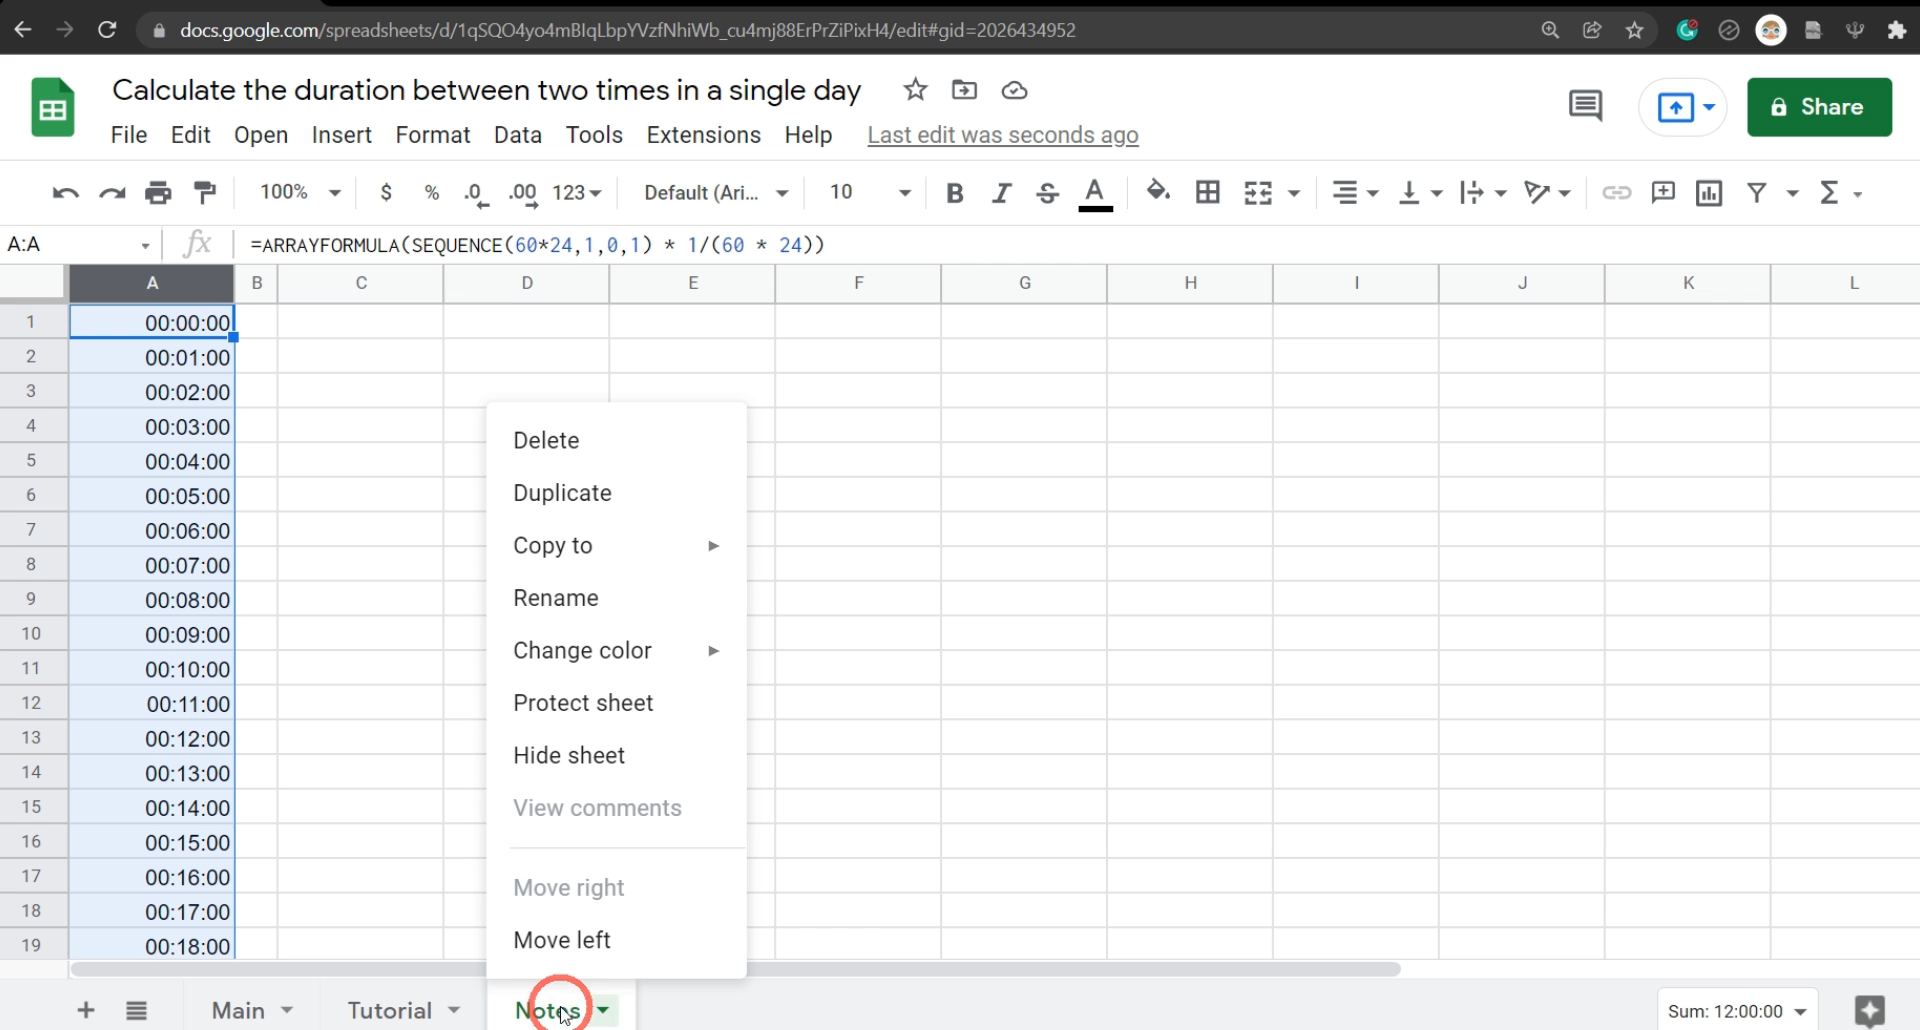 docs.google.com/spreadsheets/d/1qSQO4yo4mBlqLbpYVzfNhiWb_cu4mj88ErPrZiPixH4/edit#gid=2026434952
Calculate the duration between two times in a single day
Share
File Edit Open Insert Format Data Tools Extensions Help Last edit was seconds ago
100% $ % .0 .00 123 Default (Ari... 10 B I S A Σ
A:A fx =ARRAYFORMULA(SEQUENCE(60*24,1,0,1) * 1/(60 * 24))
A B C D E F G H I J K L
1 00:00:00
2 00:01:00
3 00:02:00
4 00:03:00
5 00:04:00
6 00:05:00
7 00:06:00
8 00:07:00
9 00:08:00
10 00:09:00
11 00:10:00
12 00:11:00
13 00:12:00
14 00:13:00
15 00:14:00
16 00:15:00
17 00:16:00
18 00:17:00
19 00:18:00
Delete
Duplicate
Copy to
Rename
Change color
Protect sheet
Hide sheet
View comments
Move right
Move left
Main Tutorial Notes Sum: 12:00:00